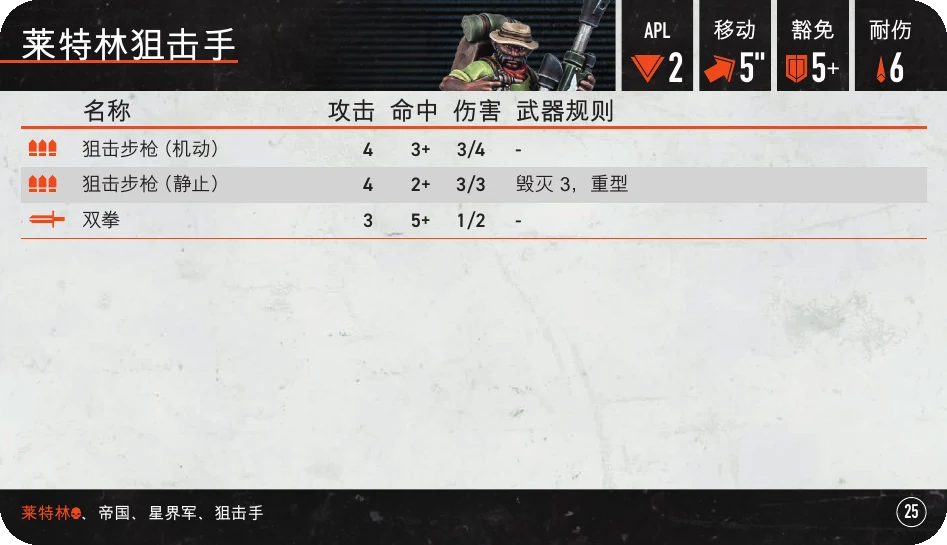 莱特林狙击手
APL 移动 豁免 耐伤
2 5" 5+ 6
名称 攻击 命中 伤害 武器规则
狙击步枪（机动） 4 3+ 3/4 -
狙击步枪（静止） 4 2+ 3/3 毁灭 3，重型
双拳 3 5+ 1/2 -
莱特林、帝国、星界军、狙击手
25